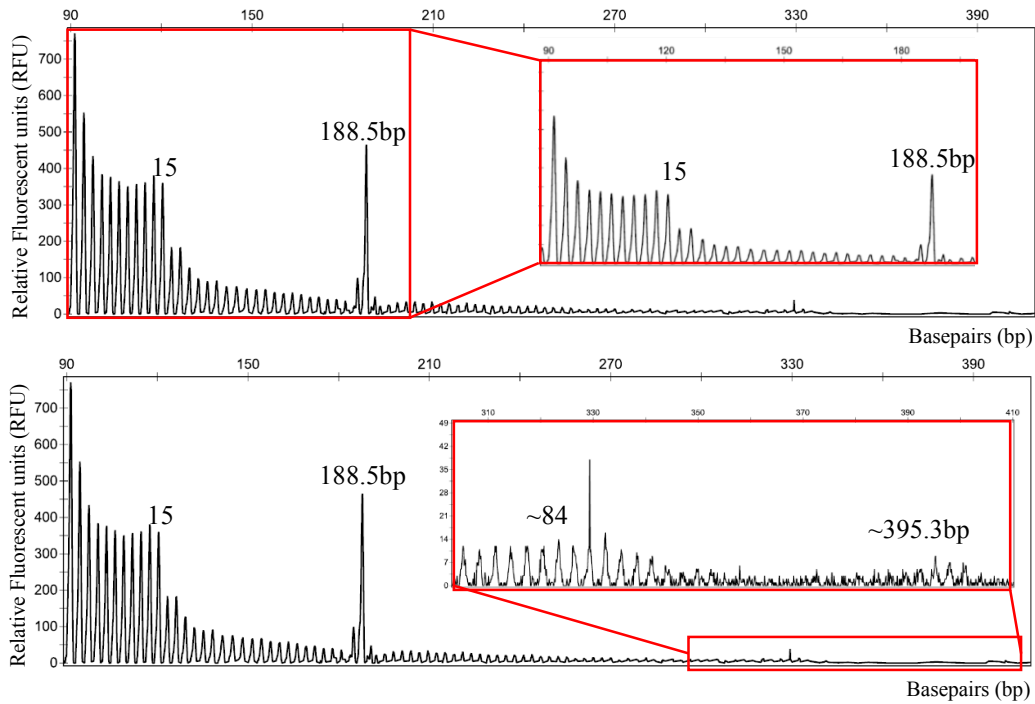 90 150 210 270 330 390
700
600
500
400
300
200
100
0
Relative Fluorescent units (RFU)
15
188.5bp
90 120 150 180
15
188.5bp
Basepairs (bp)
90 150 210 270 330 390
700
600
500
400
300
200
100
0
Relative Fluorescent units (RFU)
15
188.5bp
310 330 350 370 390 410
49
42
35
28
21
14
7
0
~84
~395.3bp
Basepairs (bp)